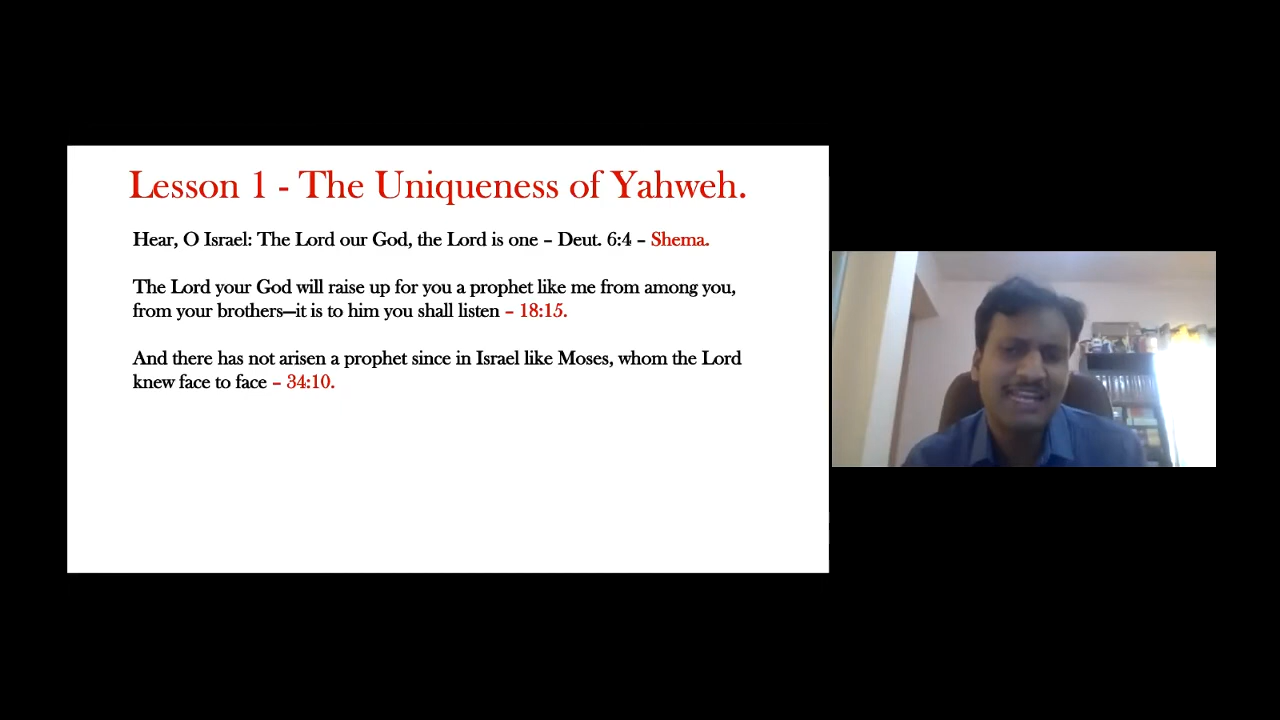 Lesson 1 - The Uniqueness of Yahweh.
Hear, O Israel: The Lord our God, the Lord is one – Deut. 6:4 – Shema.
The Lord your God will raise up for you a prophet like me from among you,
from your brothers—it is to him you shall listen – 18:15.
And there has not arisen a prophet since in Israel like Moses, whom the Lord
knew face to face – 34:10.